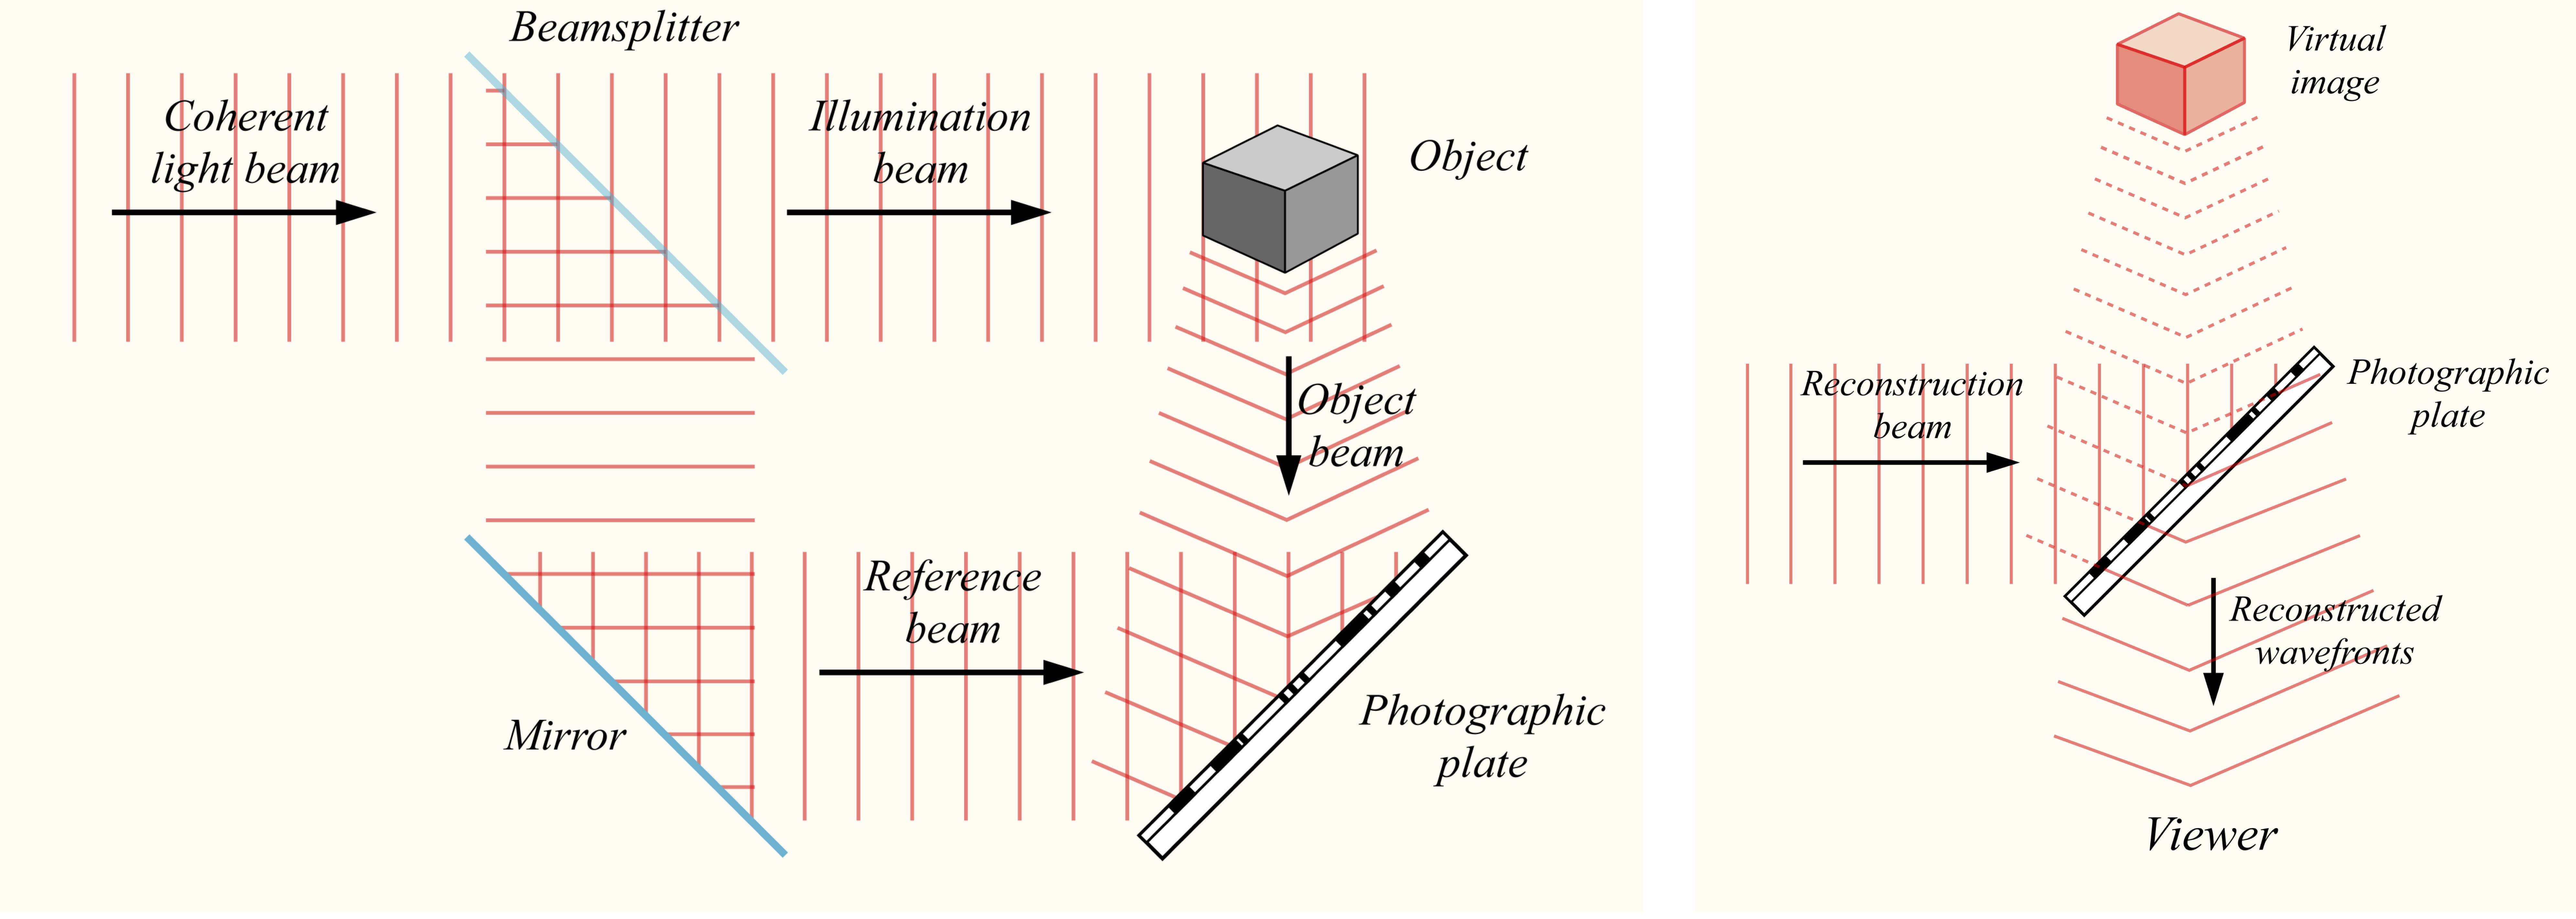 Beamsplitter
Coherent
light beam
Illumination
beam
Object
Object
beam
Reference
beam
Mirror
Photographic
plate
Virtual
image
Reconstruction
beam
Photographic
plate
Reconstructed
wavefronts
Viewer